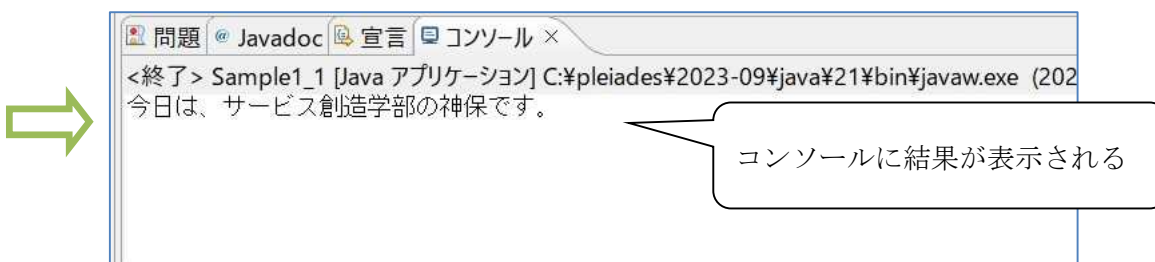 問題 @ Javadoc 宣言 コンソール ×
<終了> Sample1_1 [Java アプリケーション] C:¥pleiades¥2023-09¥java¥21¥bin¥javaw.exe (202
今日は、サービス創造学部の神保です。
コンソールに結果が表示される